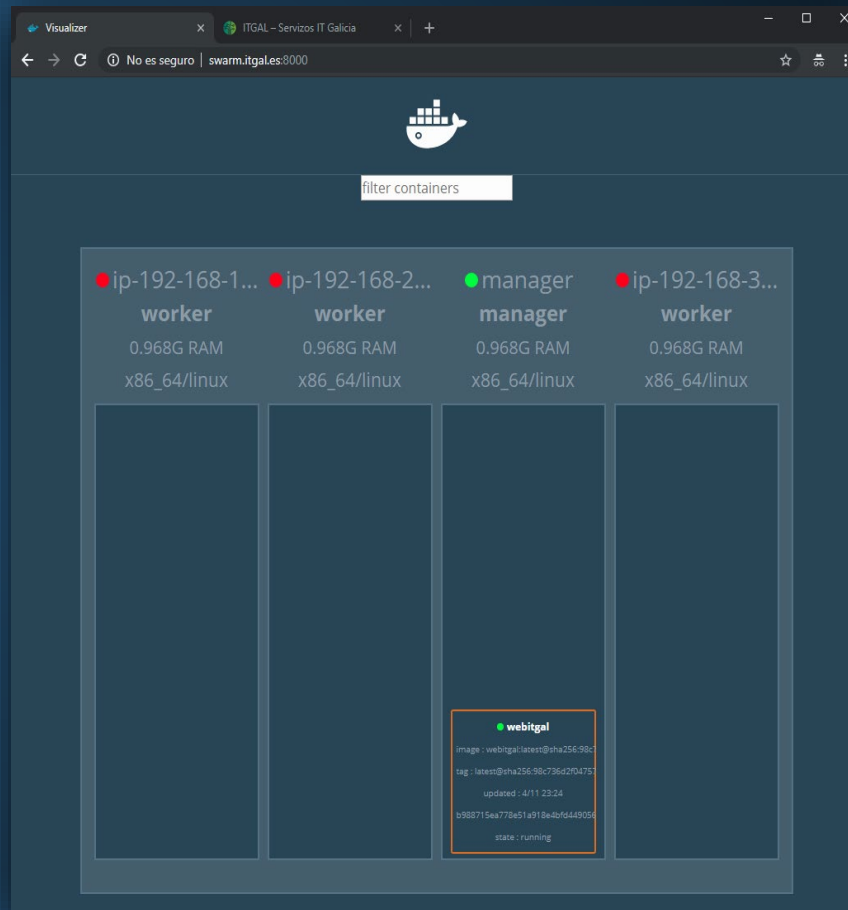 Visualizer
ITGAL – Servizos IT Galicia
No es seguro | swarm.itgal.es:8000
filter containers
ip-192-168-1... ip-192-168-2... manager ip-192-168-3...
worker worker manager worker
0.968G RAM 0.968G RAM 0.968G RAM 0.968G RAM
x86_64/linux x86_64/linux x86_64/linux x86_64/linux
webitgal
image : webitgal:latest@sha256:98c7
tag : latest@sha256:98c736d2f04757
updated : 4/11 23:24
b988715ea778e51a918e4bfd449056
state : running